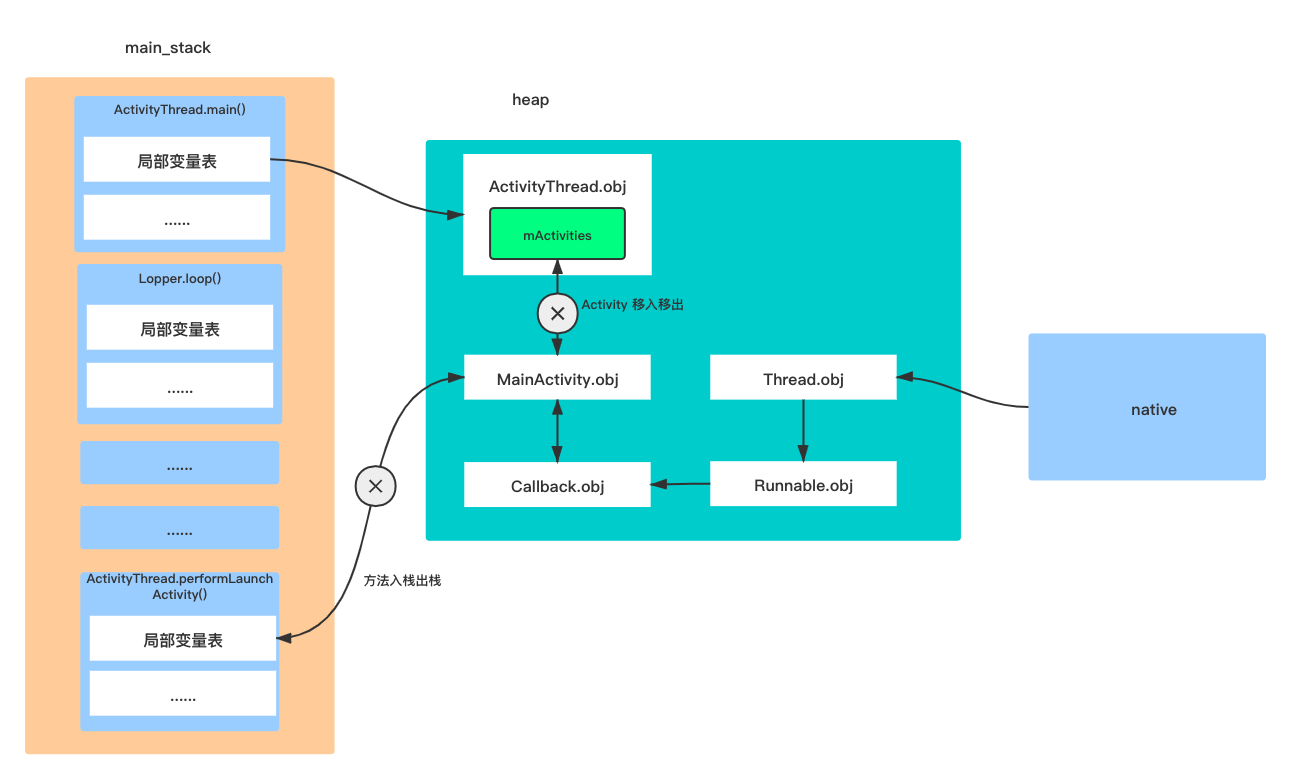 main_stack
ActivityThread.main()
局部变量表
......
Lopper.loop()
局部变量表
......
......
......
ActivityThread.performLaunch
Activity()
局部变量表
......
heap
ActivityThread.obj
mActivities
Activity 移入移出
MainActivity.obj
Thread.obj
Callback.obj
Runnable.obj
方法入栈出栈
native